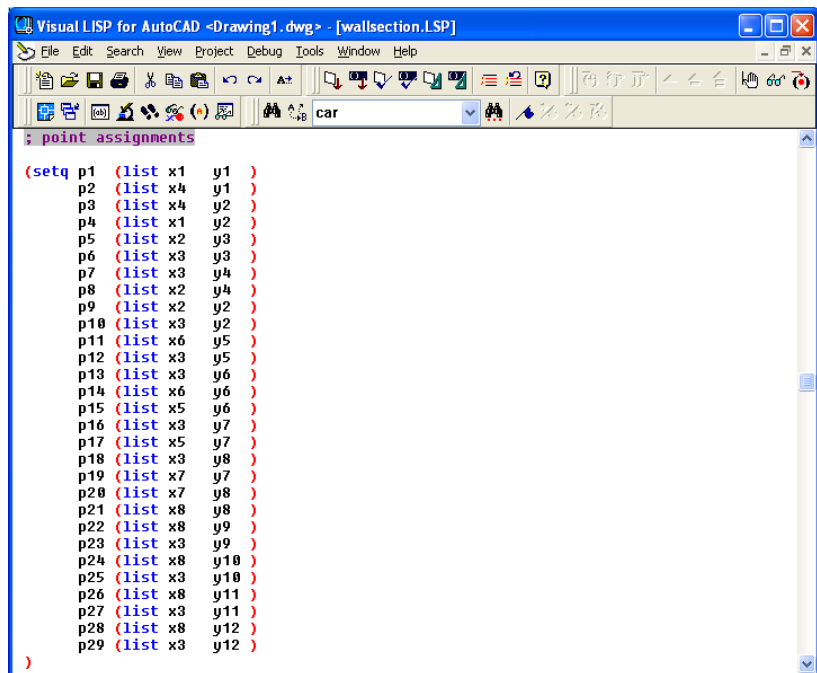 Visual LISP for AutoCAD <Drawing1.dwg> - [wallsection.LSP]
File Edit Search View Project Debug Tools Window Help
car
; point assignments
(setq p1 (list x1 y1 )
p2 (list x4 y1 )
p3 (list x4 y2 )
p4 (list x1 y2 )
p5 (list x2 y3 )
p6 (list x3 y3 )
p7 (list x3 y4 )
p8 (list x2 y4 )
p9 (list x2 y2 )
p10 (list x3 y2 )
p11 (list x6 y5 )
p12 (list x3 y5 )
p13 (list x3 y6 )
p14 (list x6 y6 )
p15 (list x5 y6 )
p16 (list x3 y7 )
p17 (list x5 y7 )
p18 (list x3 y8 )
p19 (list x7 y7 )
p20 (list x7 y8 )
p21 (list x8 y8 )
p22 (list x8 y9 )
p23 (list x3 y9 )
p24 (list x8 y10 )
p25 (list x3 y10 )
p26 (list x8 y11 )
p27 (list x3 y11 )
p28 (list x8 y12 )
p29 (list x3 y12 )
)